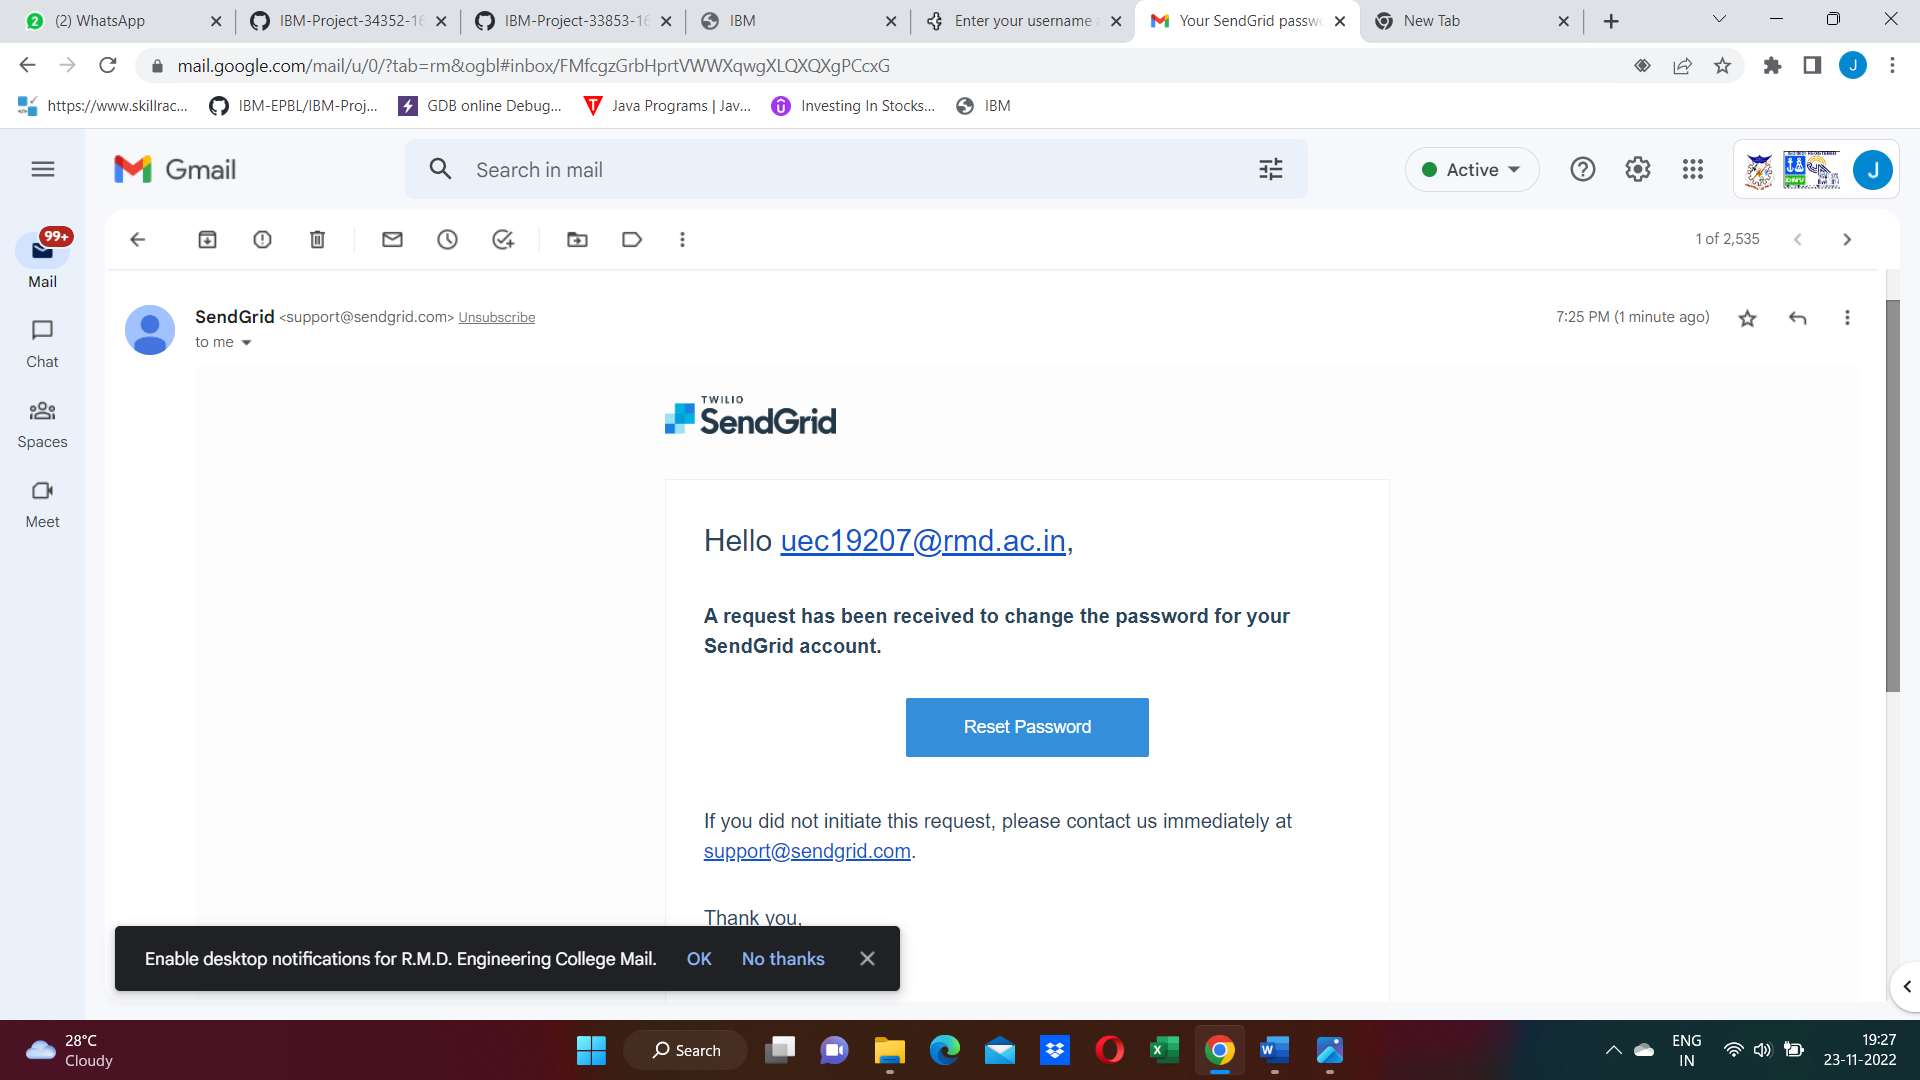 (2) WhatsApp
IBM-Project-34352-16
IBM-Project-33853-16
IBM
Enter your username a
Your SendGrid passwo
New Tab
mail.google.com/mail/u/0/?tab=rm&ogbl#inbox/FMfcgzGrbHprtVWWXqwgXLQXQXgPCcxG
J
https://www.skillrac...
IBM-EPBL/IBM-Proj...
GDB online Debug...
Java Programs | Jav...
Investing In Stocks...
IBM
Gmail
Search in mail
Active
J
99+
Mail
Chat
Spaces
Meet
1 of 2,535
SendGrid <support@sendgrid.com> Unsubscribe
7:25 PM (1 minute ago)
to me
TWILIO
SendGrid
Hello uec19207@rmd.ac.in,
A request has been received to change the password for your
SendGrid account.
Reset Password
If you did not initiate this request, please contact us immediately at
support@sendgrid.com.
Thank you,
Enable desktop notifications for R.M.D. Engineering College Mail. OK No thanks
28°C
Cloudy
Search
ENG
IN
19:27
23-11-2022